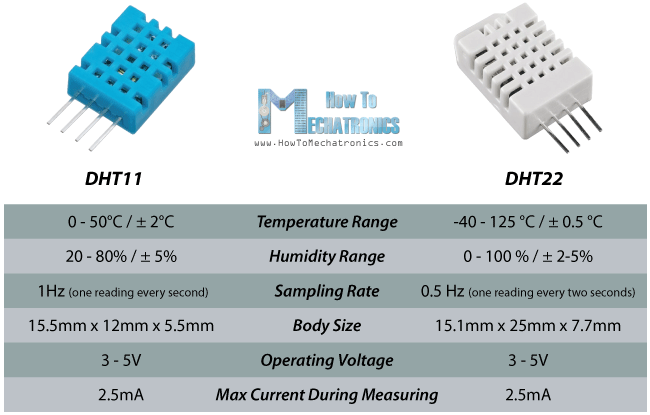 How To
MECHATRONICS
www.HowToMechatronics.com
DHT11
DHT22
0 - 50°C / ± 2°C Temperature Range -40 - 125 °C / ± 0.5 °C
20 - 80% / ± 5% Humidity Range 0 - 100 % / ± 2-5%
1Hz (one reading every second) Sampling Rate 0.5 Hz (one reading every two seconds)
15.5mm x 12mm x 5.5mm Body Size 15.1mm x 25mm x 7.7mm
3 - 5V Operating Voltage 3 - 5V
2.5mA Max Current During Measuring 2.5mA